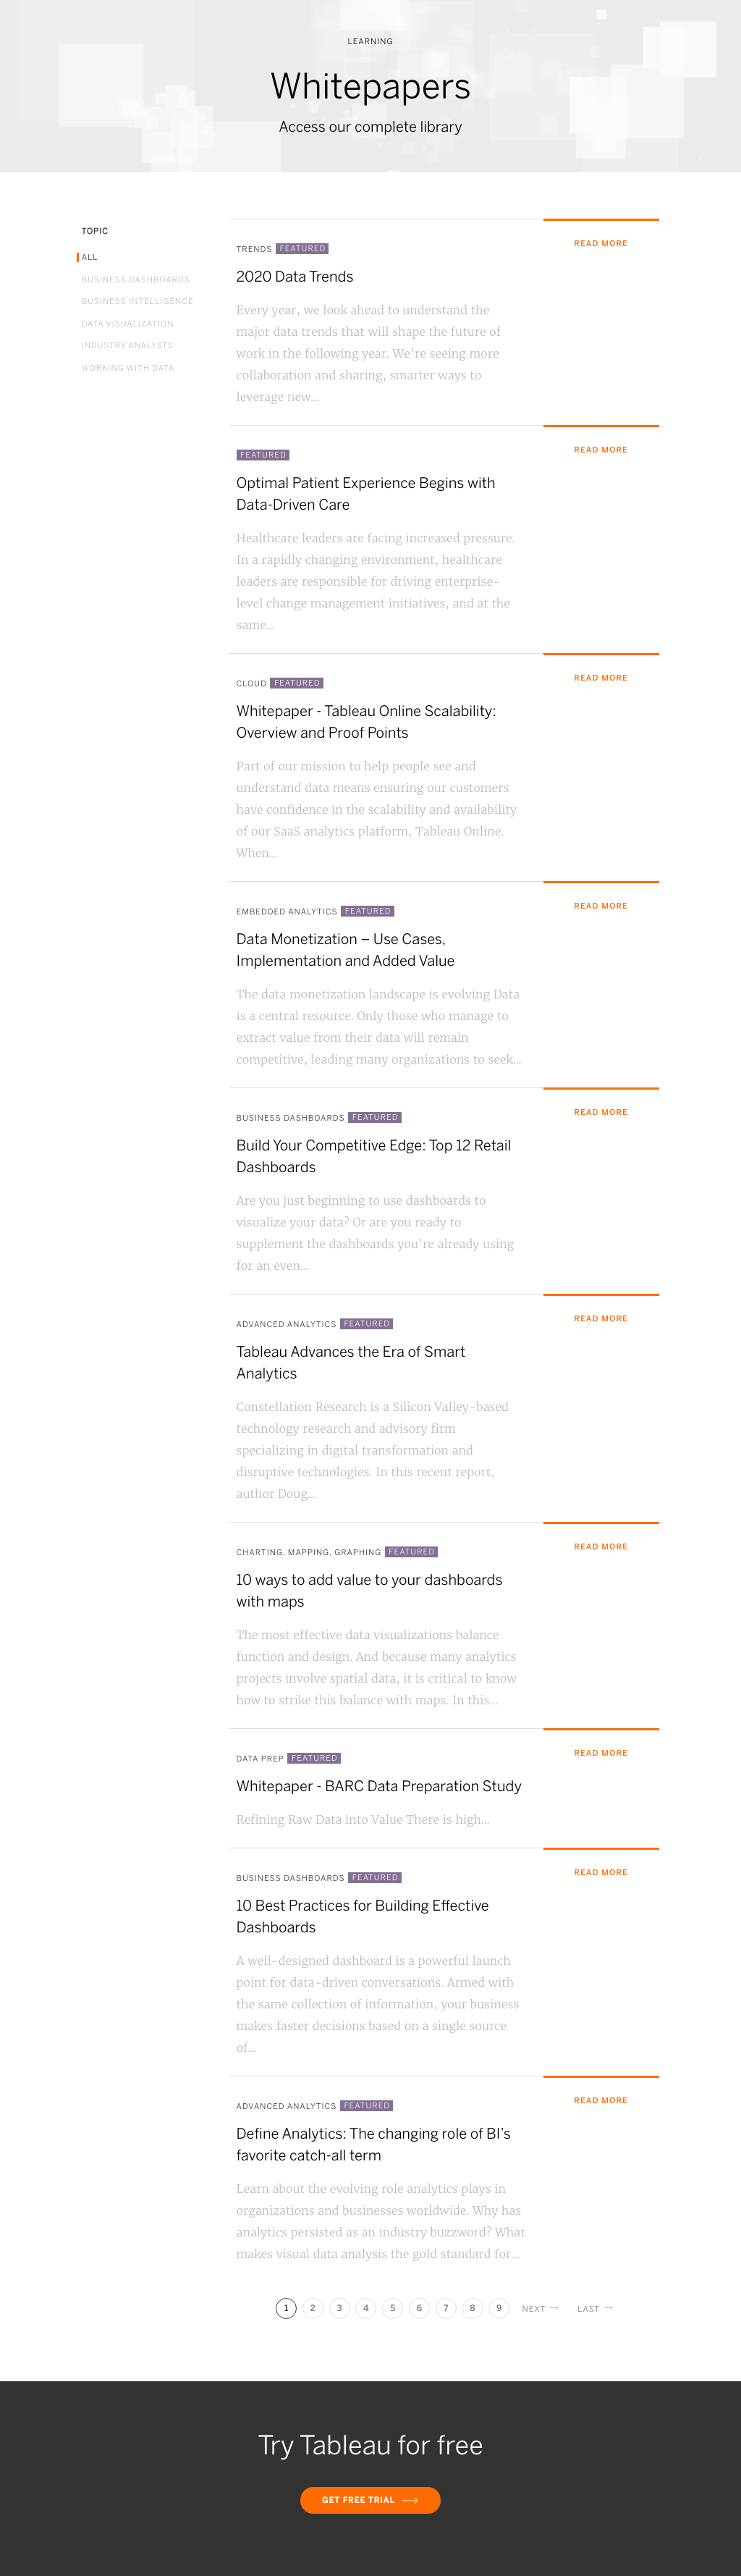 LEARNING
Whitepapers
Access our complete library
TOPIC
ALL
BUSINESS DASHBOARDS
BUSINESS INTELLIGENCE
DATA VISUALIZATION
INDUSTRY ANALYSTS
WORKING WITH DATA
TRENDS FEATURED
READ MORE
2020 Data Trends
Every year, we look ahead to understand the
major data trends that will shape the future of
work in the following year. We're seeing more
collaboration and sharing, smarter ways to
leverage new...
FEATURED
READ MORE
Optimal Patient Experience Begins with
Data-Driven Care
Healthcare leaders are facing increased pressure.
In a rapidly changing environment, healthcare
leaders are responsible for driving enterprise-
level change management initiatives, and at the
same...
CLOUD FEATURED
READ MORE
Whitepaper - Tableau Online Scalability:
Overview and Proof Points
Part of our mission to help people see and
understand data means ensuring our customers
have confidence in the scalability and availability
of our SaaS analytics platform, Tableau Online.
When...
EMBEDDED ANALYTICS FEATURED
READ MORE
Data Monetization – Use Cases,
Implementation and Added Value
The data monetization landscape is evolving Data
is a central resource. Only those who manage to
extract value from their data will remain
competitive, leading many organizations to seek...
BUSINESS DASHBOARDS FEATURED
READ MORE
Build Your Competitive Edge: Top 12 Retail
Dashboards
Are you just beginning to use dashboards to
visualize your data? Or are you ready to
supplement the dashboards you're already using
for an even...
ADVANCED ANALYTICS FEATURED
READ MORE
Tableau Advances the Era of Smart
Analytics
Constellation Research is a Silicon Valley-based
technology research and advisory firm
specializing in digital transformation and
disruptive technologies. In this recent report,
author Doug...
CHARTING, MAPPING, GRAPHING FEATURED
READ MORE
10 ways to add value to your dashboards
with maps
The most effective data visualizations balance
function and design. And because many analytics
projects involve spatial data, it is critical to know
how to strike this balance with maps. In this...
DATA PREP FEATURED
READ MORE
Whitepaper - BARC Data Preparation Study
Refining Raw Data into Value There is high...
BUSINESS DASHBOARDS FEATURED
READ MORE
10 Best Practices for Building Effective
Dashboards
A well-designed dashboard is a powerful launch
point for data-driven conversations. Armed with
the same collection of information, your business
makes faster decisions based on a single source
of...
ADVANCED ANALYTICS FEATURED
READ MORE
Define Analytics: The changing role of BI's
favorite catch-all term
Learn about the evolving role analytics plays in
organizations and businesses worldwide. Why has
analytics persisted as an industry buzzword? What
makes visual data analysis the gold standard for...
1 2 3 4 5 6 7 8 9 NEXT → LAST →
Try Tableau for free
GET FREE TRIAL →